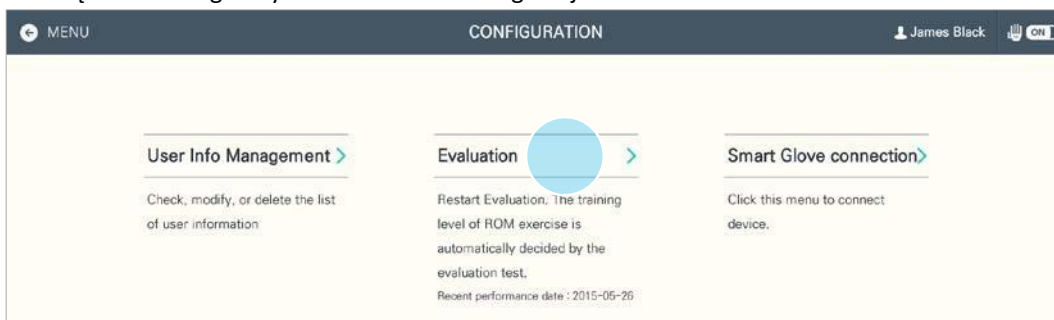 MENU
CONFIGURATION
James Black
ON
User Info Management >
Check, modify, or delete the list
of user information
Evaluation >
Restart Evaluation. The training
level of ROM exercise is
automatically decided by the
evaluation test.
Recent performance date : 2015-05-26
Smart Glove connection>
Click this menu to connect
device.